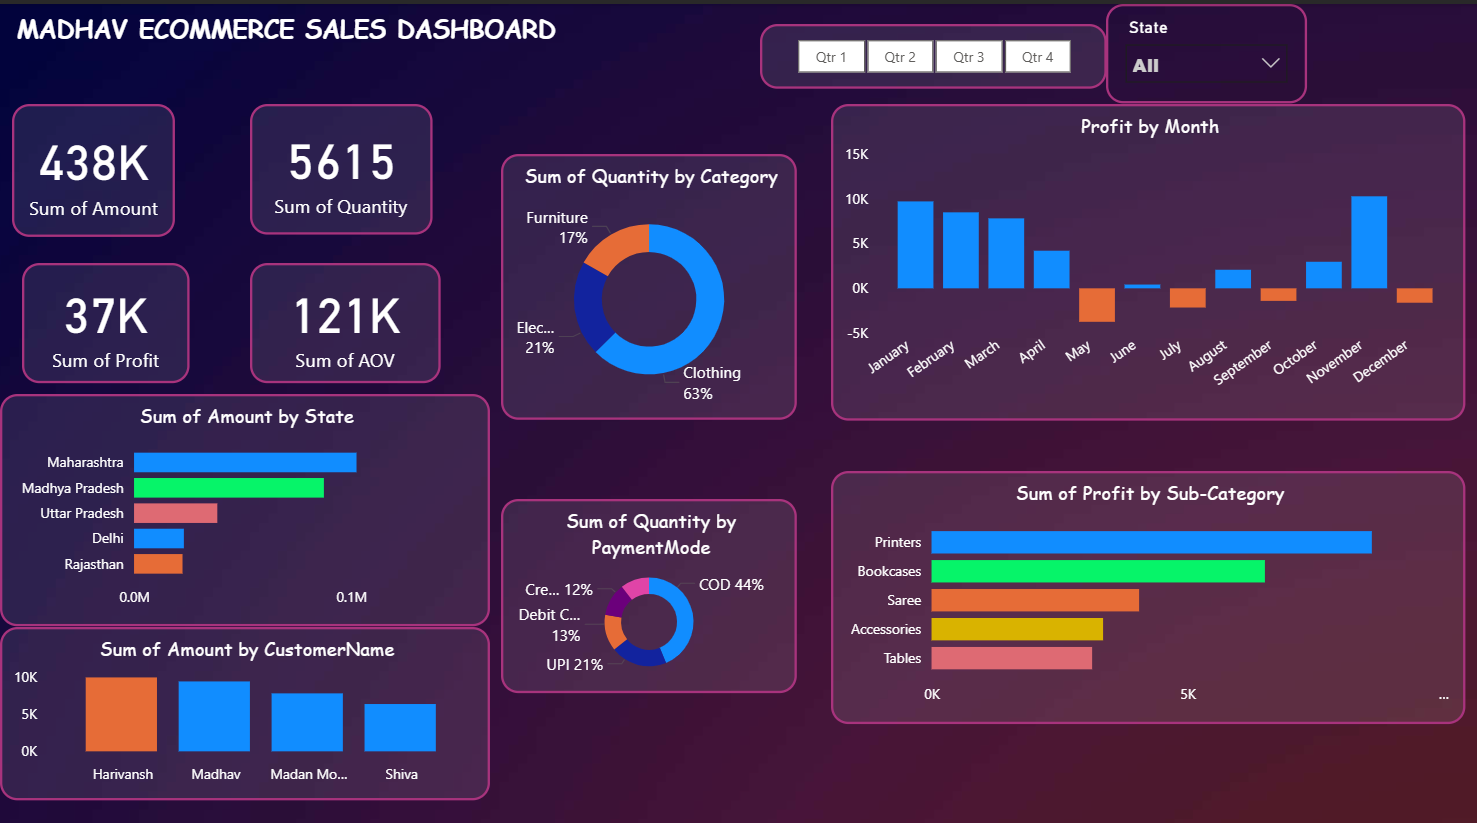 MADHAV ECOMMERCE SALES DASHBOARD
Qtr 1
Qtr 2
Qtr 3
Qtr 4
State
All
438K
Sum of Amount
5615
Sum of Quantity
37K
Sum of Profit
121K
Sum of AOV
Sum of Quantity by Category
Furniture
17%
Elec...
21%
Clothing
63%
Profit by Month
15K
10K
5K
0K
-5K
January
February
March
April
May
June
July
August
September
October
November
December
Sum of Amount by State
Maharashtra
Madhya Pradesh
Uttar Pradesh
Delhi
Rajasthan
0.0M
0.1M
Sum of Quantity by
PaymentMode
COD 44%
Cre... 12%
Debit C...
13%
UPI 21%
Sum of Profit by Sub-Category
Printers
Bookcases
Saree
Accessories
Tables
0K
5K
...
Sum of Amount by CustomerName
10K
5K
0K
Harivansh
Madhav
Madan Mo...
Shiva